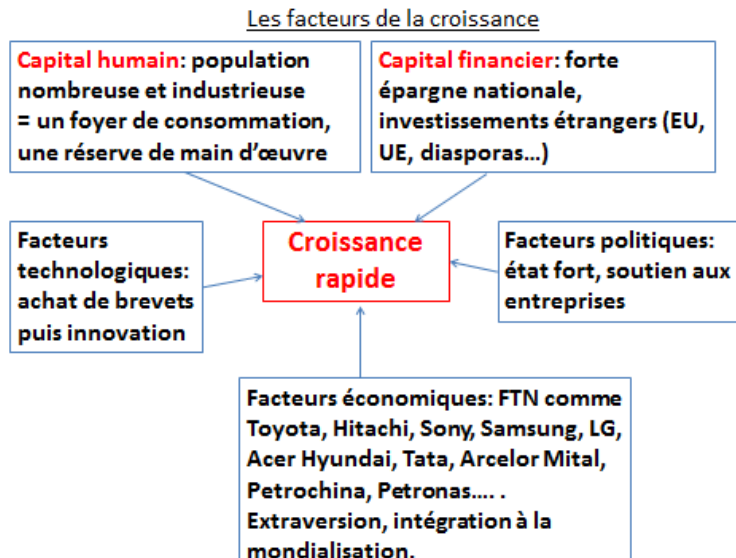 Les facteurs de la croissance
Capital humain: population
nombreuse et industrieuse
= un foyer de consommation,
une réserve de main d'œuvre
Capital financier: forte
épargne nationale,
investissements étrangers (EU,
UE, diasporas…)
Facteurs
technologiques:
achat de brevets
puis innovation
Croissance
rapide
Facteurs politiques:
état fort, soutien aux
entreprises
Facteurs économiques: FTN comme
Toyota, Hitachi, Sony, Samsung, LG,
Acer Hyundai, Tata, Arcelor Mital,
Petrochina, Petronas…. .
Extraversion, intégration à la
mondialisation.